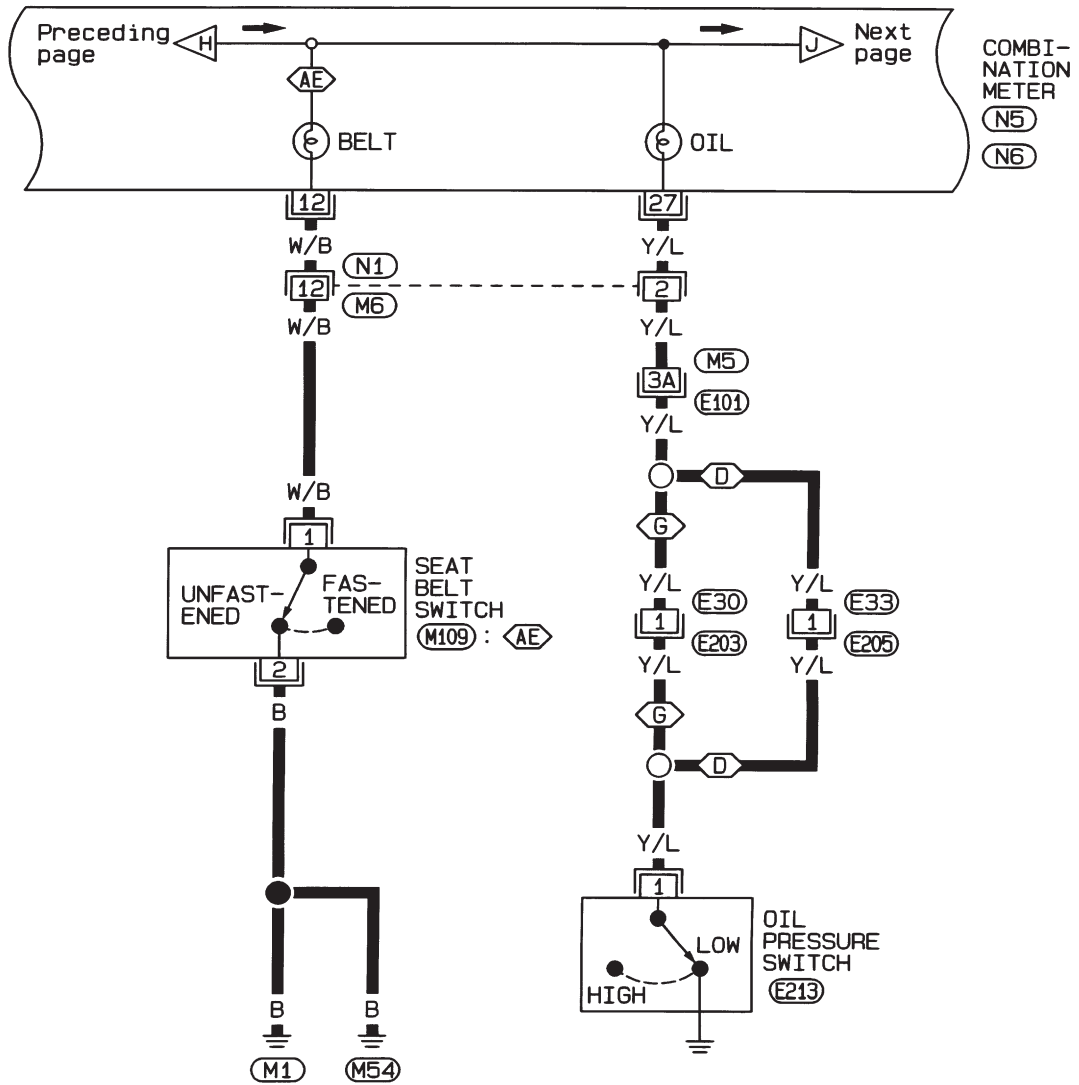 Preceding
page
H
Next
page
J
COMBI-
NATION
METER
N5
N6
AE
BELT
OIL
12
27
W/B
Y/L
N1
12
2
M6
W/B
Y/L
M5
3A
E101
Y/L
D
W/B
G
1
SEAT
BELT
SWITCH
M109 : AE
UNFAST-
ENED
FAS-
TENED
Y/L
Y/L
E30
E33
1
1
E203
E205
Y/L
Y/L
2
B
G
D
Y/L
1
OIL
PRESSURE
SWITCH
E213
LOW
HIGH
B
B
M1
M54